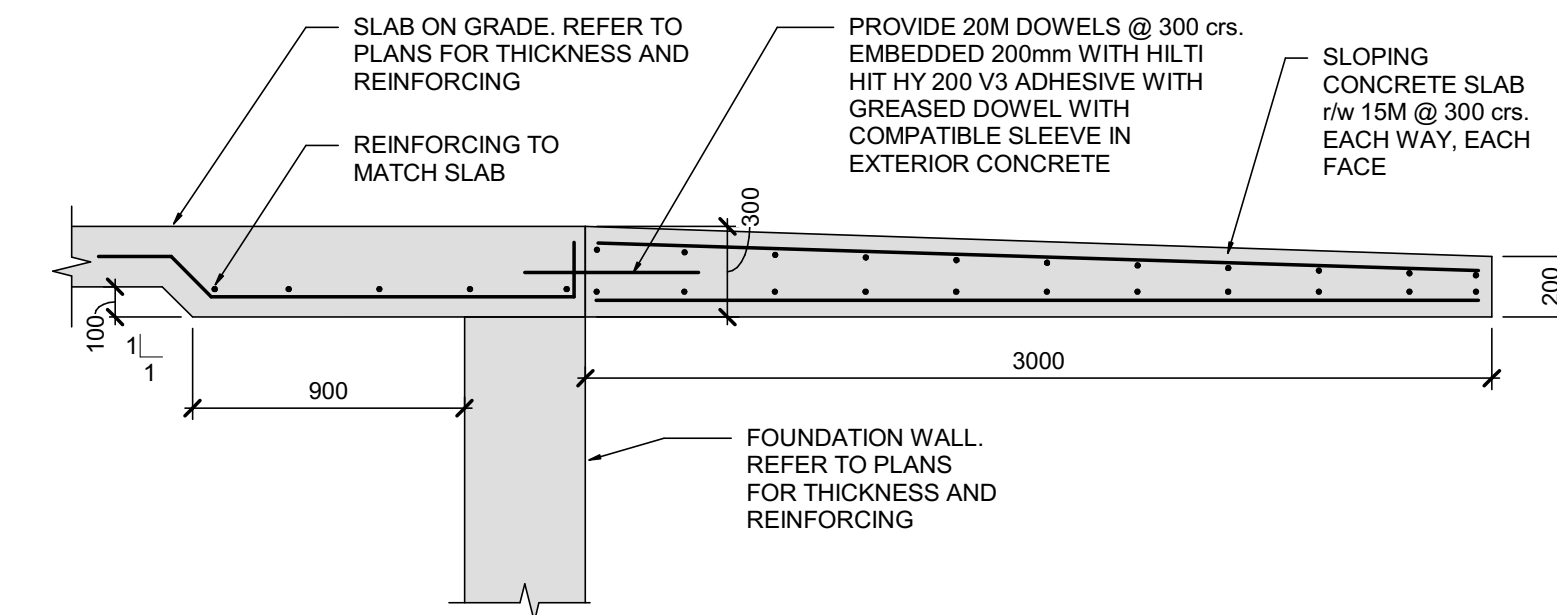 SLAB ON GRADE. REFER TO
PLANS FOR THICKNESS AND
REINFORCING
REINFORCING TO
MATCH SLAB
PROVIDE 20M DOWELS @ 300 crs.
EMBEDDED 200mm WITH HILTI
HIT HY 200 V3 ADHESIVE WITH
GREASED DOWEL WITH
COMPATIBLE SLEEVE IN
EXTERIOR CONCRETE
SLOPING
CONCRETE SLAB
r/w 15M @ 300 crs.
EACH WAY, EACH
FACE
300
200
100
1
1
900
3000
FOUNDATION WALL.
REFER TO PLANS
FOR THICKNESS AND
REINFORCING